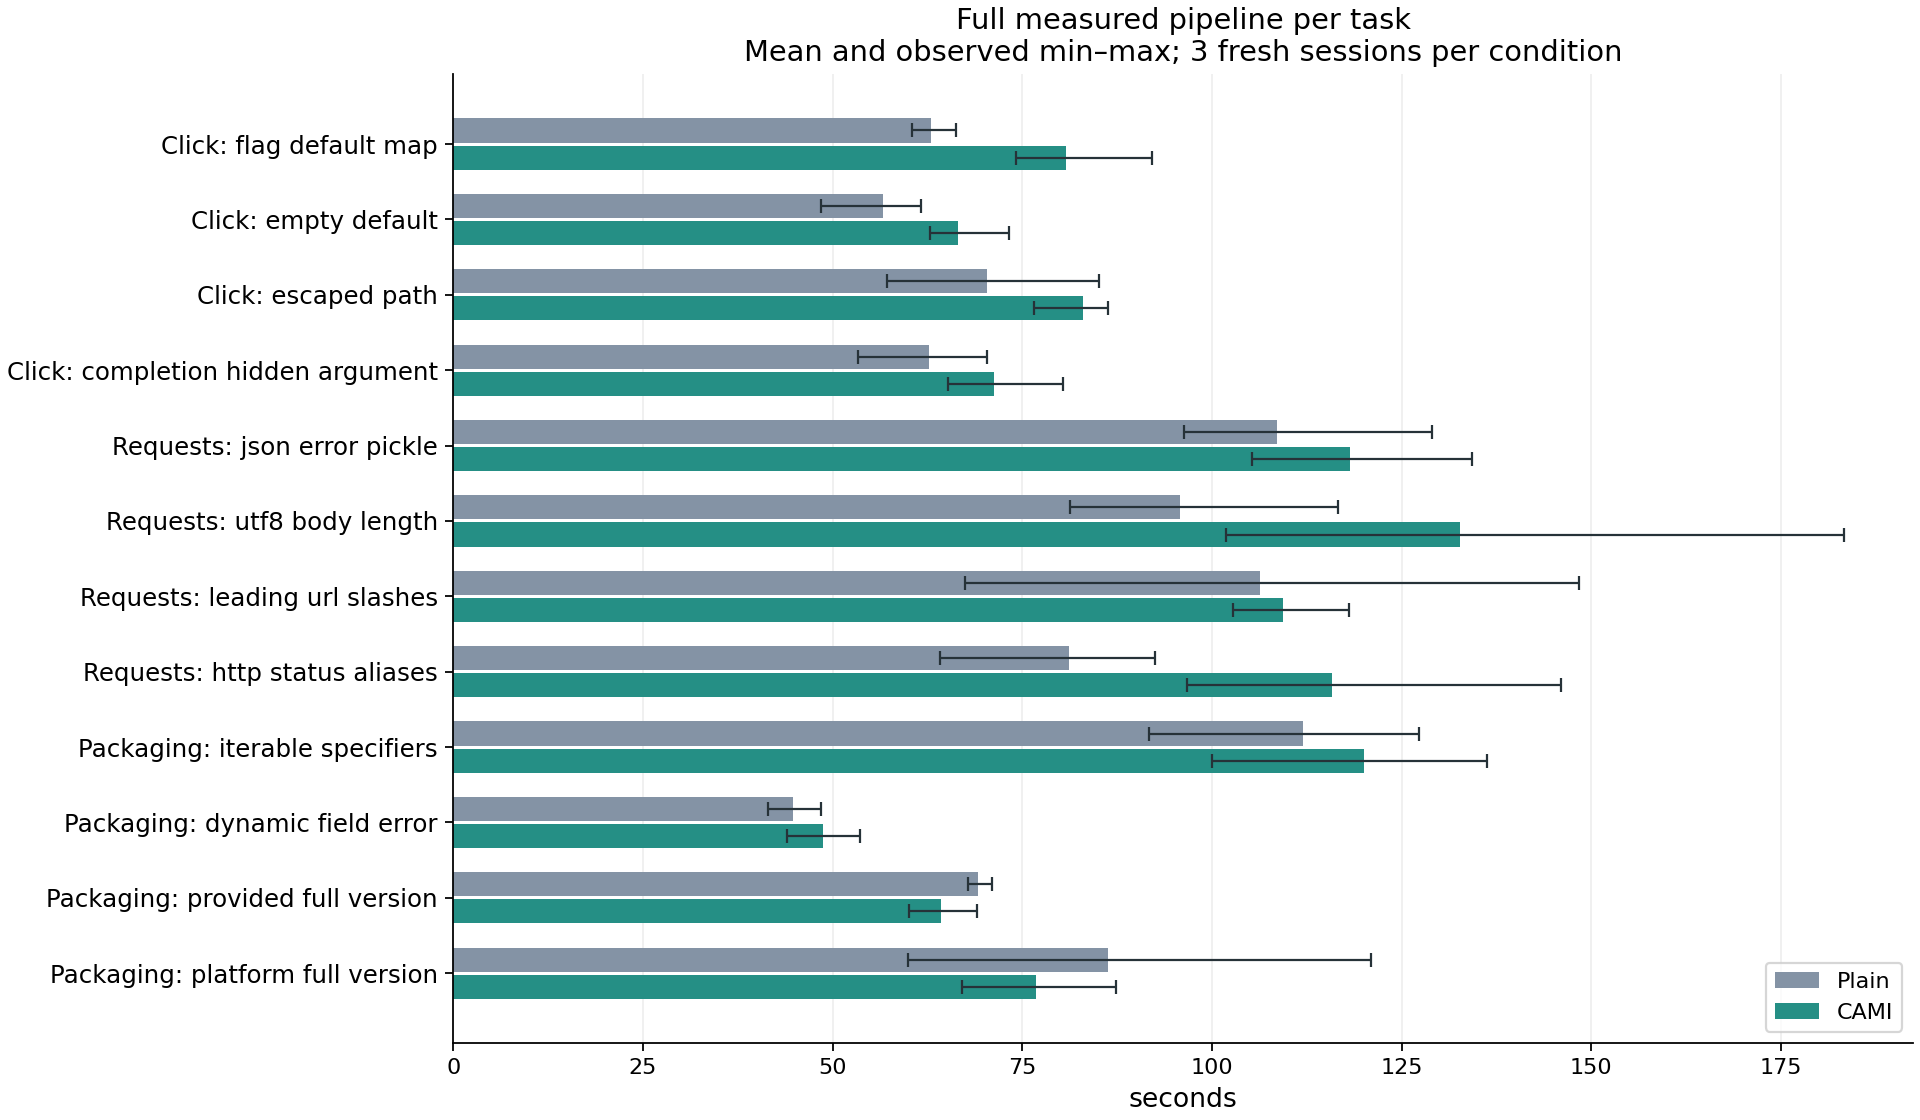 Full measured pipeline per task
Mean and observed min–max; 3 fresh sessions per condition
Click: flag default map
Click: empty default
Click: escaped path
Click: completion hidden argument
Requests: json error pickle
Requests: utf8 body length
Requests: leading url slashes
Requests: http status aliases
Packaging: iterable specifiers
Packaging: dynamic field error
Packaging: provided full version
Packaging: platform full version
Plain
CAMI
0 25 50 75 100 125 150 175
seconds